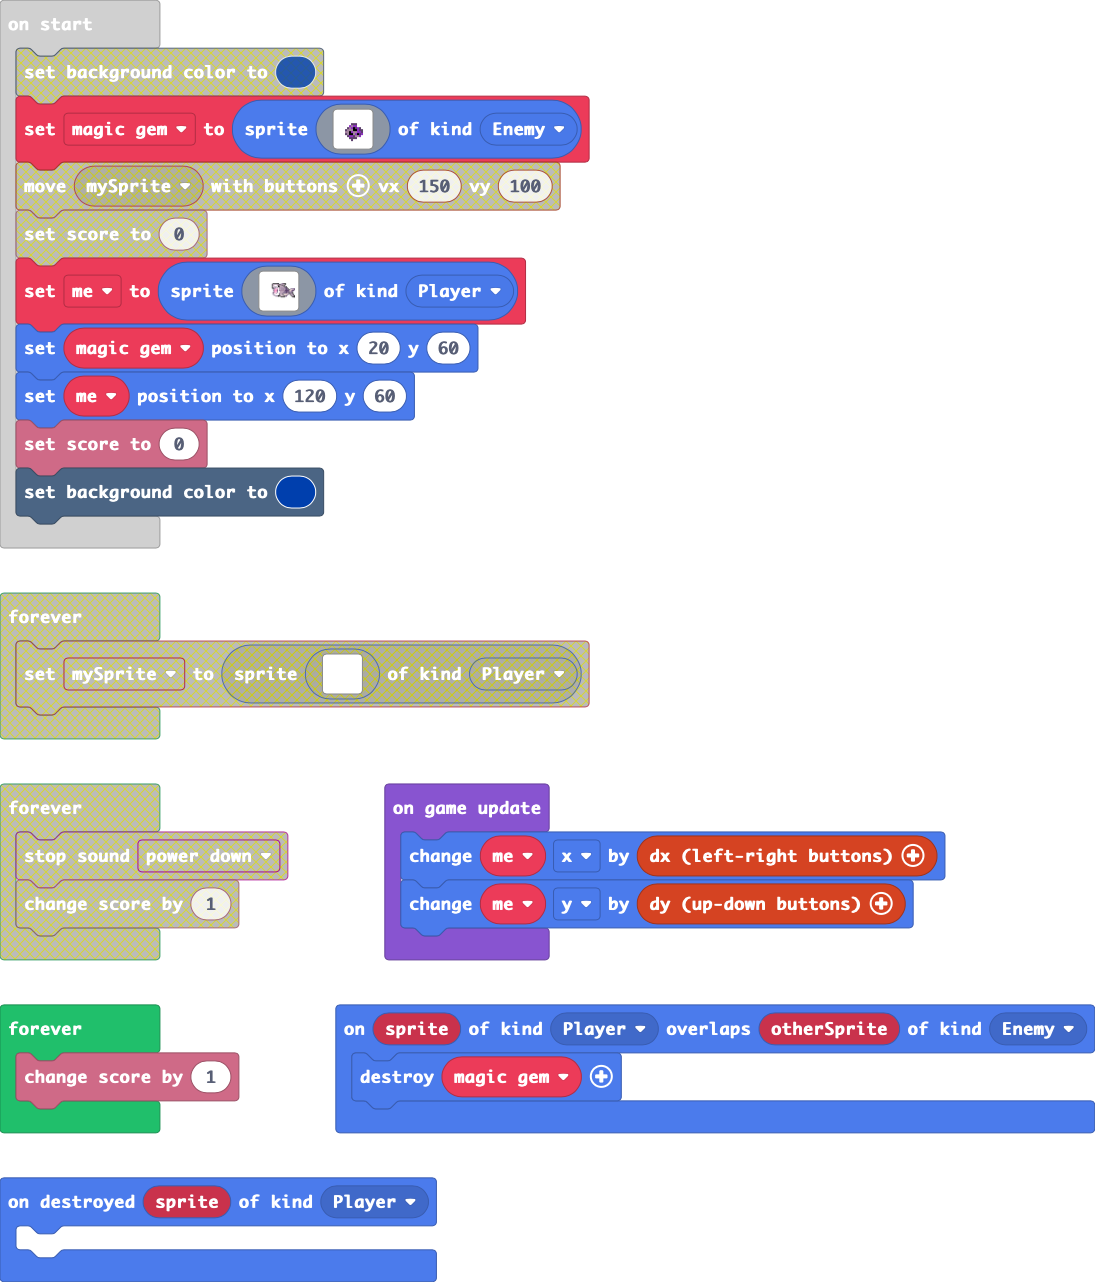 on start
set background color to
set magic gem to sprite of kind Enemy
move mySprite with buttons vx 150 vy 100
set score to 0
set me to sprite of kind Player
set magic gem position to x 20 y 60
set me position to x 120 y 60
set score to 0
set background color to
forever
set mySprite to sprite of kind Player
forever
stop sound power down
change score by 1
on game update
change me x by dx (left-right buttons)
change me y by dy (up-down buttons)
forever
change score by 1
on sprite of kind Player overlaps otherSprite of kind Enemy
destroy magic gem
on destroyed sprite of kind Player